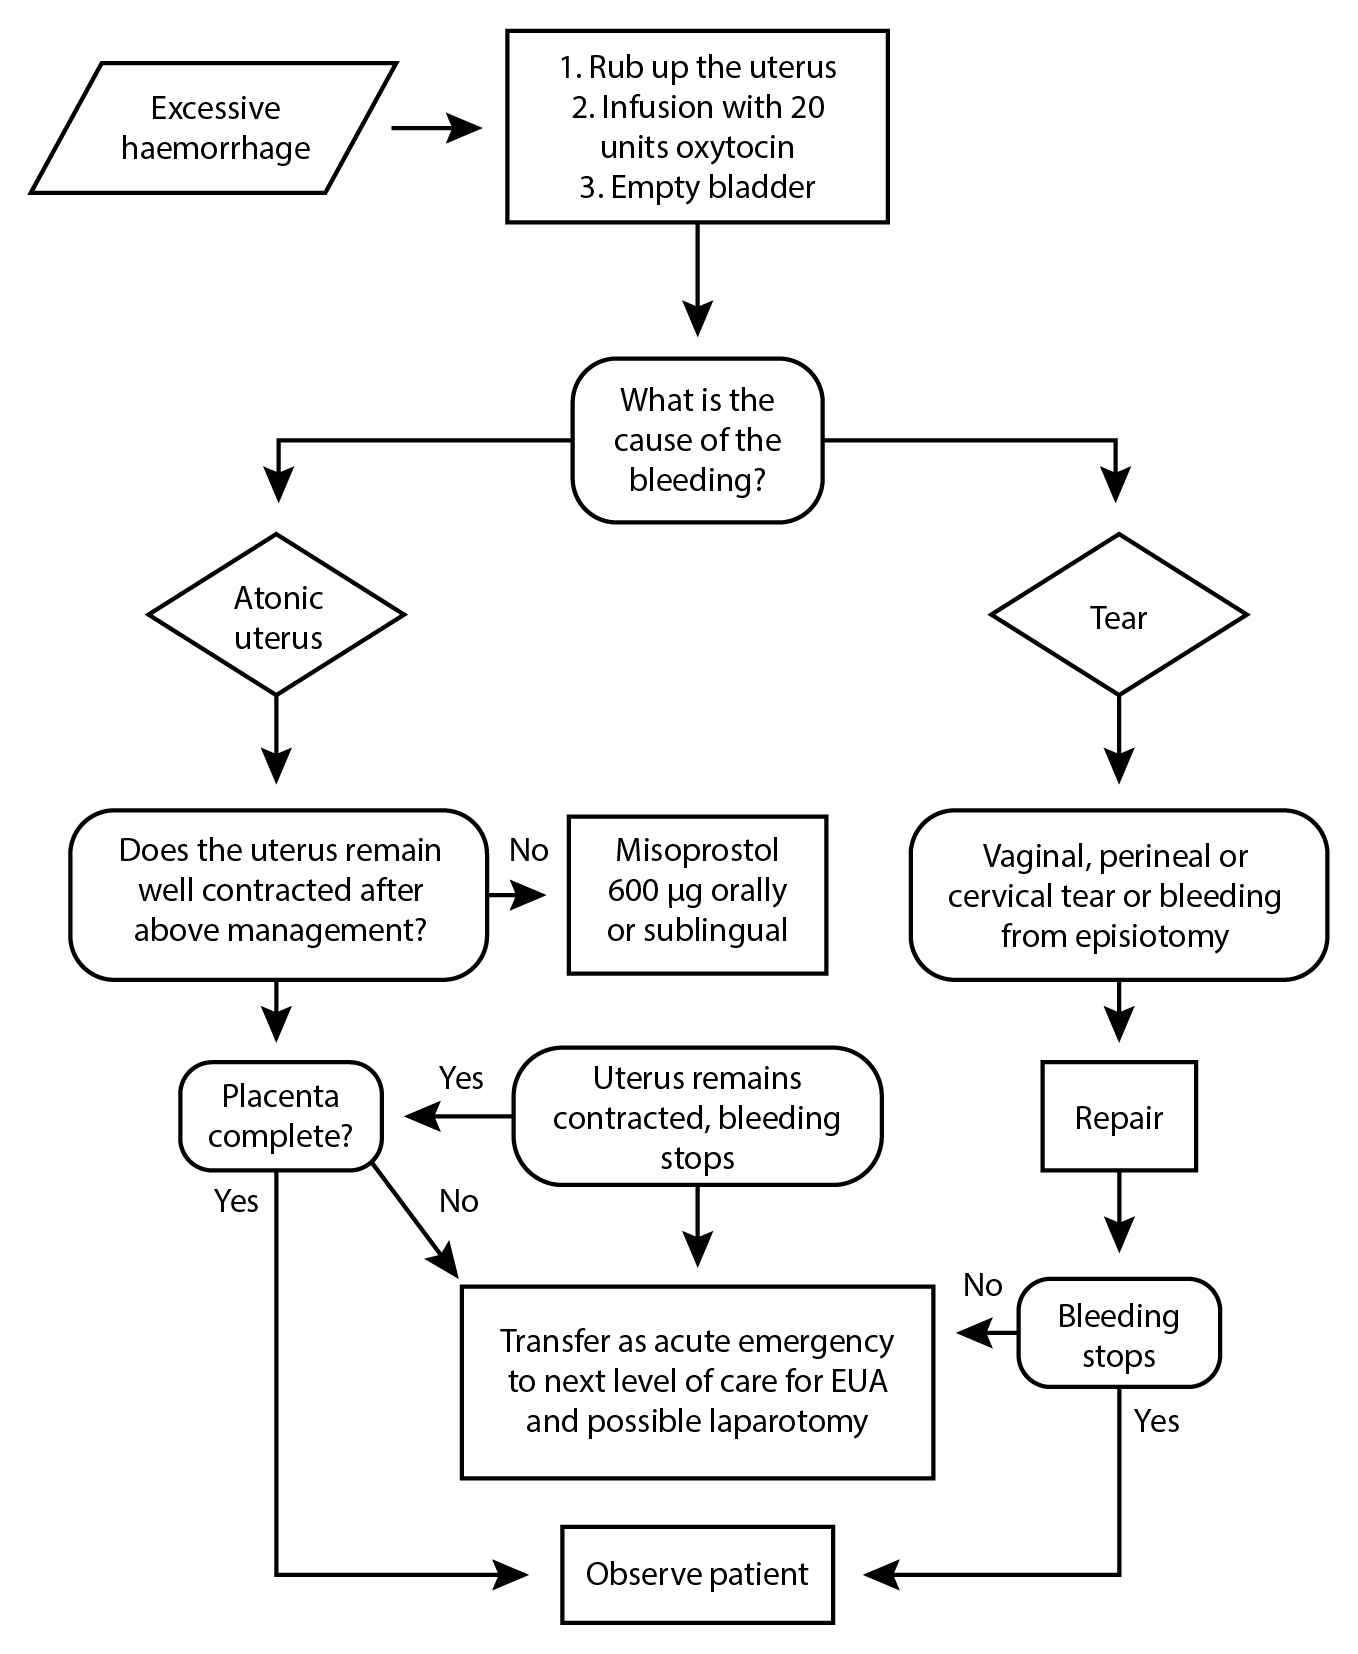 Excessive
haemorrhage
1. Rub up the uterus
2. Infusion with 20
units oxytocin
3. Empty bladder
What is the
cause of the
bleeding?
Atonic
uterus
Tear
Does the uterus remain
well contracted after
above management?
No
Misoprostol
600 µg orally
or sublingual
Vaginal, perineal or
cervical tear or bleeding
from episiotomy
Placenta
complete?
Yes
Uterus remains
contracted, bleeding
stops
Repair
Yes
No
Transfer as acute emergency
to next level of care for EUA
and possible laparotomy
No
Bleeding
stops
Yes
Observe patient